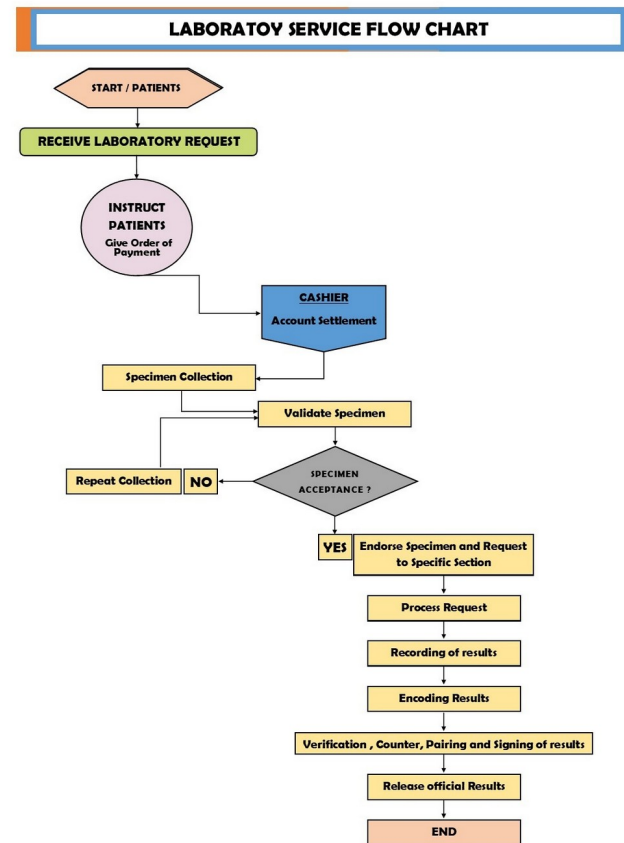 LABORATOY SERVICE FLOW CHART
START / PATIENTS
RECEIVE LABORATORY REQUEST
INSTRUCT
PATIENTS
Give Order of
Payment
CASHIER
Account Settlement
Specimen Collection
Validate Specimen
SPECIMEN
ACCEPTANCE ?
Repeat Collection
NO
YES
Endorse Specimen and Request
to Specific Section
Process Request
Recording of results
Encoding Results
Verification , Counter, Pairing and Signing of results
Release official Results
END